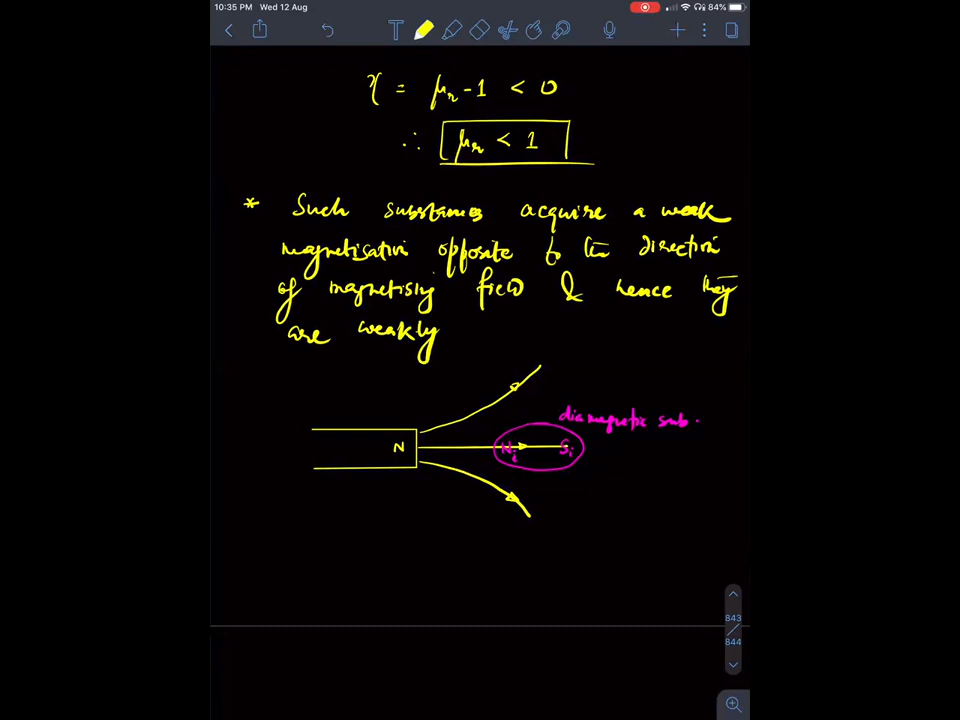 10:35 PM Wed 12 Aug
84%
χ = μr - 1 < 0
∴ μr < 1
* Such substances acquire a weak
magnetisation opposite to the direction
of magnetising field & hence they
are weakly
diamagnetic sub.
N Ni Si
843
/
844